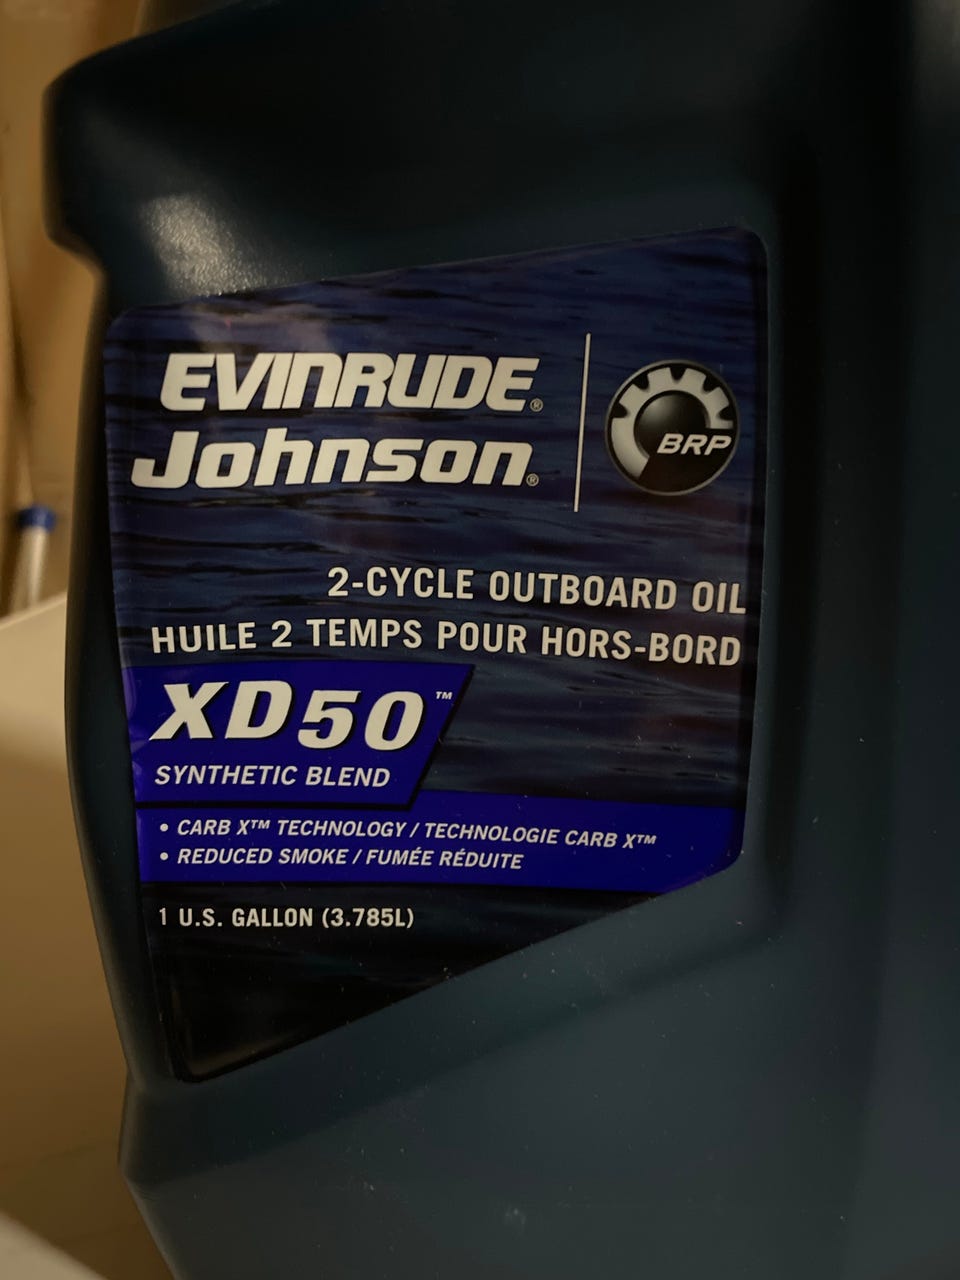 EVINRUDE®
Johnson®
BRP
2-CYCLE OUTBOARD OIL
HUILE 2 TEMPS POUR HORS-BORD
XD50™
SYNTHETIC BLEND
• CARB X™ TECHNOLOGY / TECHNOLOGIE CARB X™
• REDUCED SMOKE / FUMÉE RÉDUITE
1 U.S. GALLON (3.785L)